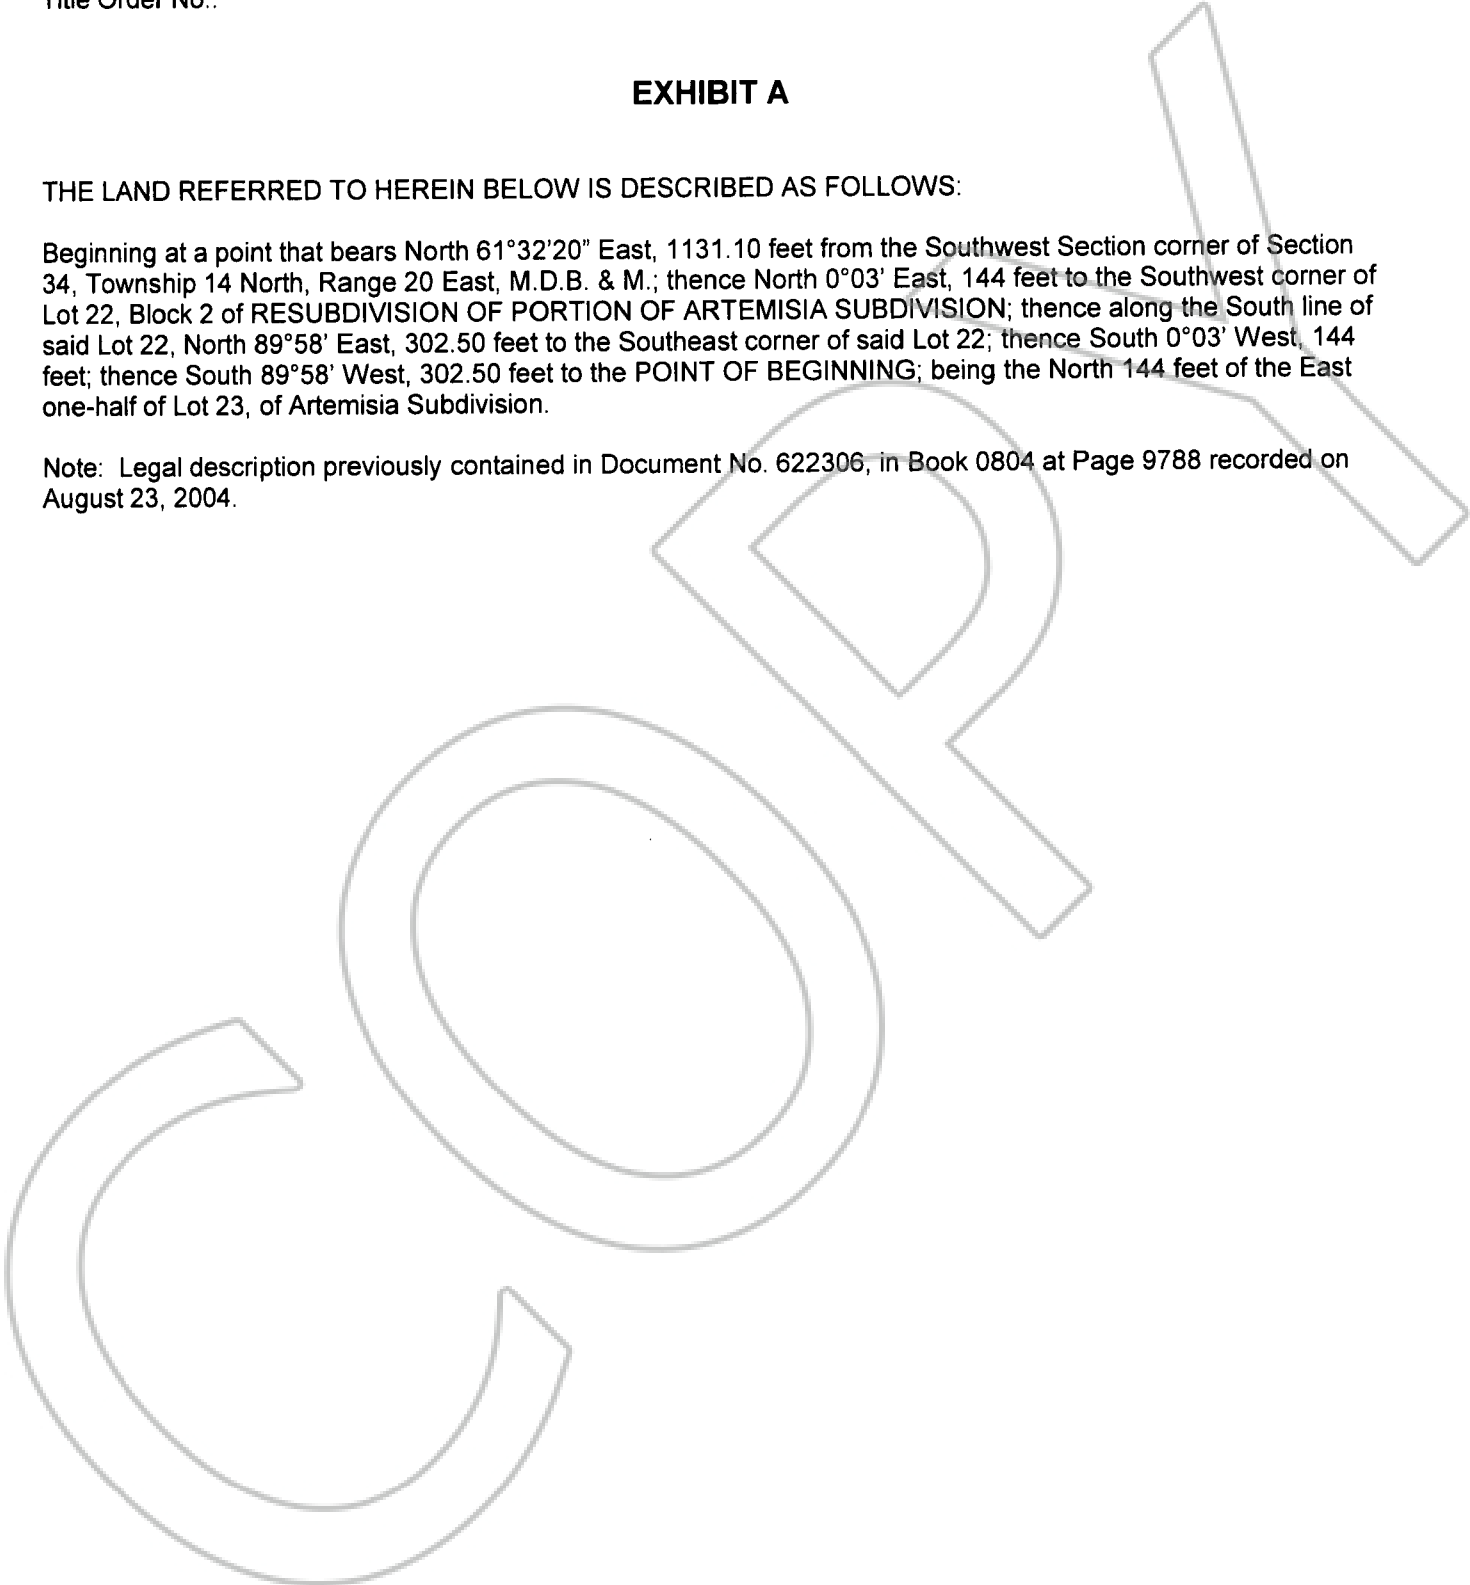 Title Order No.:
EXHIBIT A
THE LAND REFERRED TO HEREIN BELOW IS DESCRIBED AS FOLLOWS:
Beginning at a point that bears North 61°32'20" East, 1131.10 feet from the Southwest Section corner of Section
34, Township 14 North, Range 20 East, M.D.B. & M.; thence North 0°03' East, 144 feet to the Southwest corner of
Lot 22, Block 2 of RESUBDIVISION OF PORTION OF ARTEMISIA SUBDIVISION; thence along the South line of
said Lot 22, North 89°58' East, 302.50 feet to the Southeast corner of said Lot 22; thence South 0°03' West, 144
feet; thence South 89°58' West, 302.50 feet to the POINT OF BEGINNING; being the North 144 feet of the East
one-half of Lot 23, of Artemisia Subdivision.
Note:  Legal description previously contained in Document No. 622306, in Book 0804 at Page 9788 recorded on
August 23, 2004.
COPY